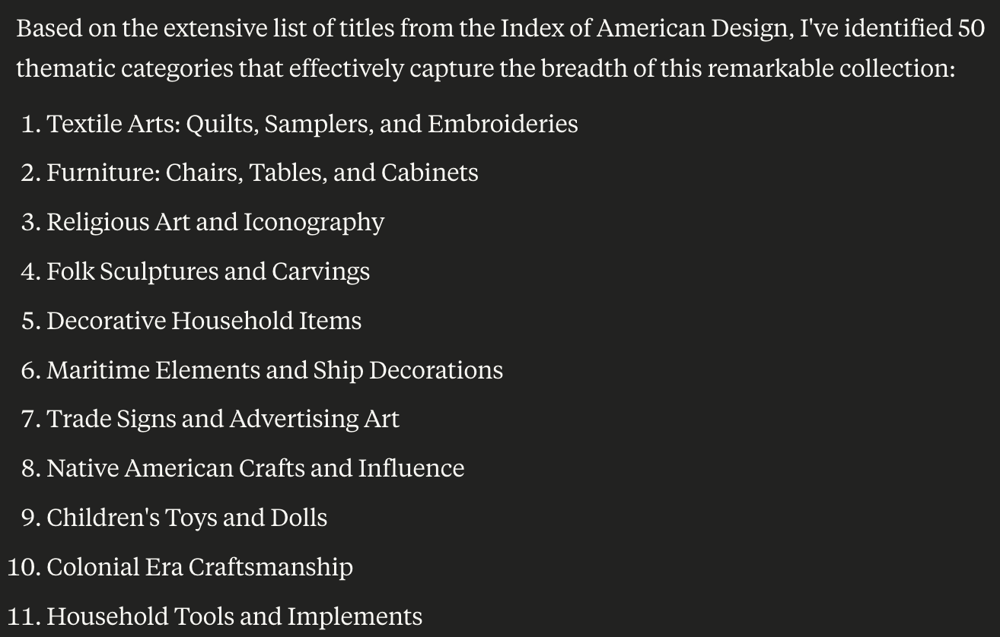 Based on the extensive list of titles from the Index of American Design, I've identified 50
thematic categories that effectively capture the breadth of this remarkable collection:
1. Textile Arts: Quilts, Samplers, and Embroideries
2. Furniture: Chairs, Tables, and Cabinets
3. Religious Art and Iconography
4. Folk Sculptures and Carvings
5. Decorative Household Items
6. Maritime Elements and Ship Decorations
7. Trade Signs and Advertising Art
8. Native American Crafts and Influence
9. Children's Toys and Dolls
10. Colonial Era Craftsmanship
11. Household Tools and Implements